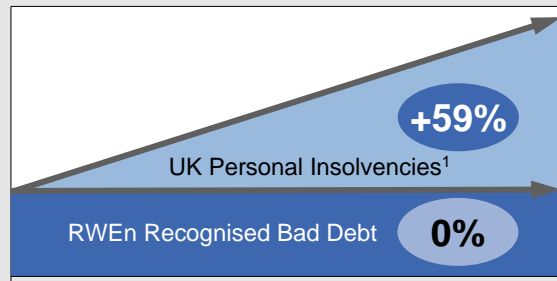 +59%
UK Personal Insolvencies¹
RWEn Recognised Bad Debt
0%